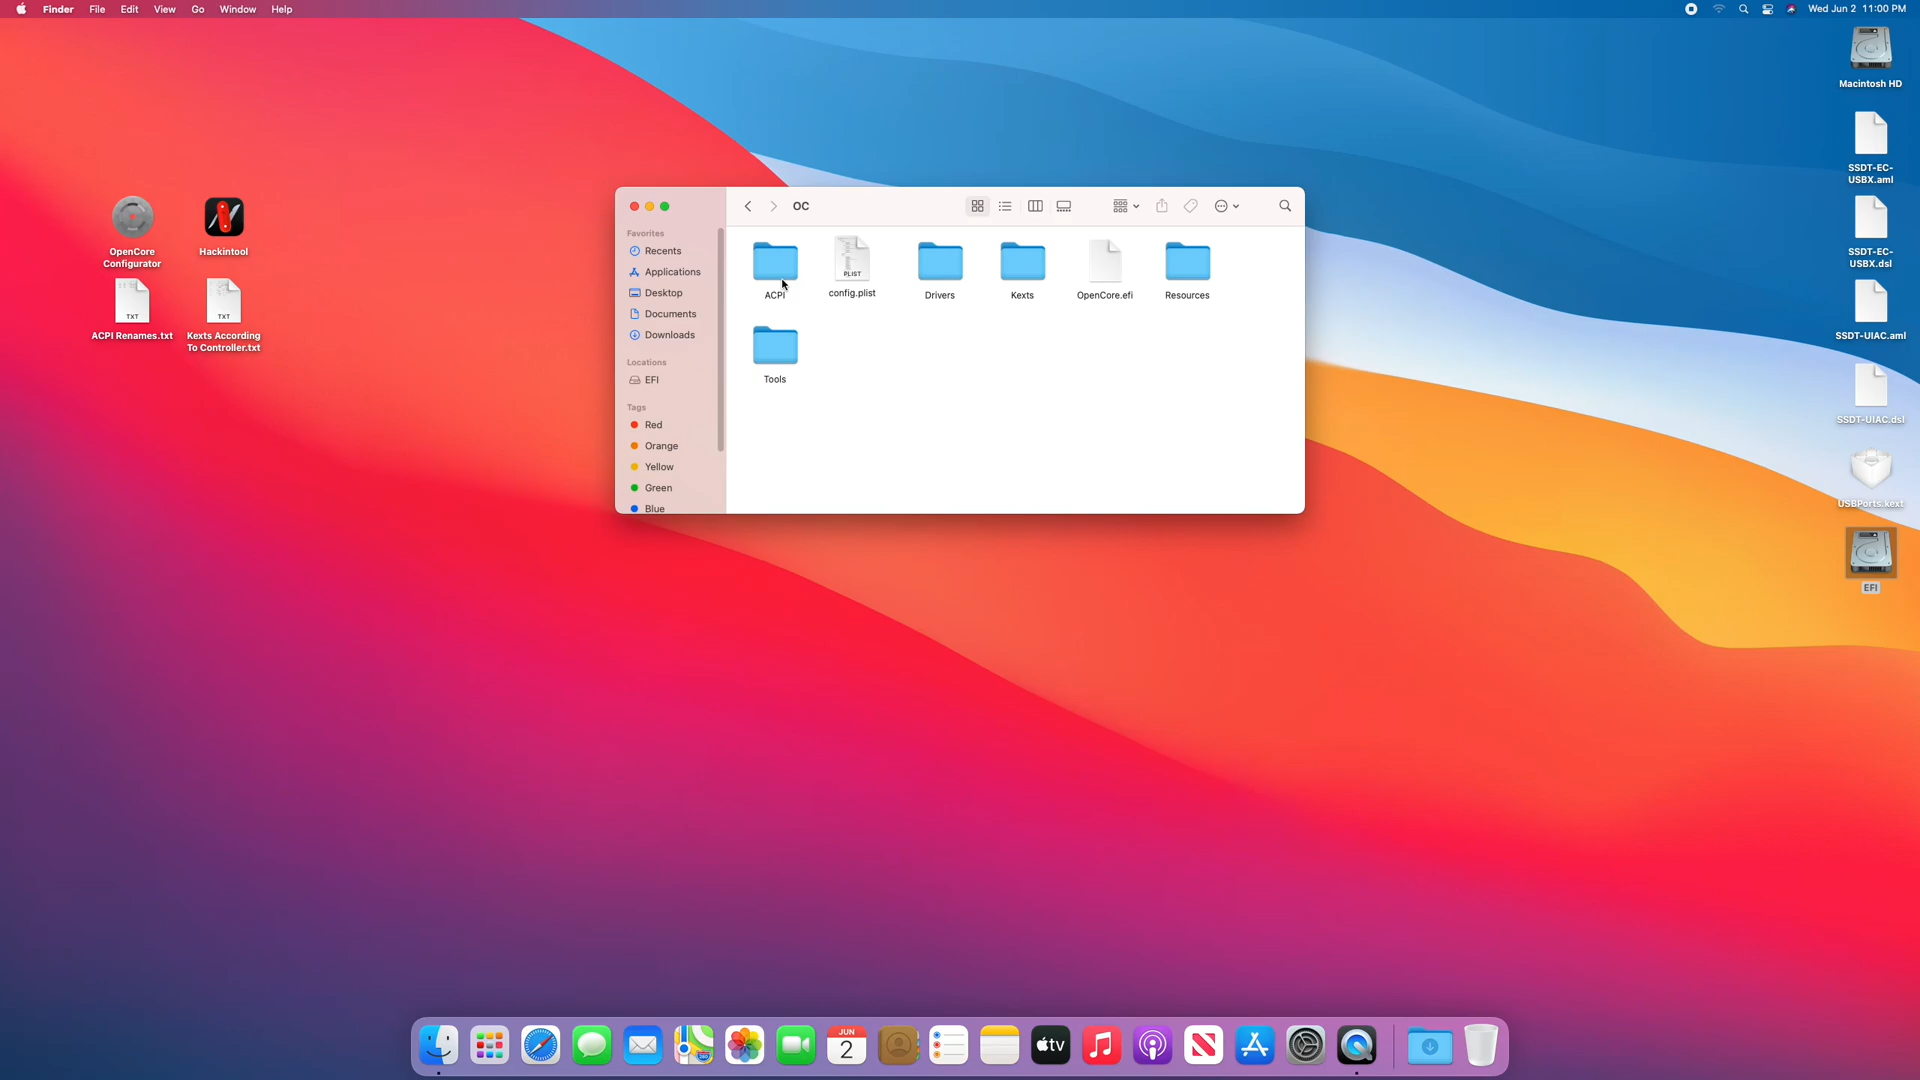 Finder File Edit View Go Window Help
Wed Jun 2 11:00 PM
Macintosh HD
SSDT-EC-
USBX.aml
SSDT-EC-
USBX.dsl
SSDT-UIAC.aml
SSDT-UIAC.dsl
USBPorts.kext
EFI
OpenCore
Configurator
Hackintool
TXT
ACPI Renames.txt
TXT
Kexts According
To Controller.txt
OC
Favorites
Recents
Applications
Desktop
Documents
Downloads
Locations
EFI
Tags
Red
Orange
Yellow
Green
Blue
ACPI
PLIST
config.plist
Drivers
Kexts
OpenCore.efi
Resources
Tools
JUN
2
tv